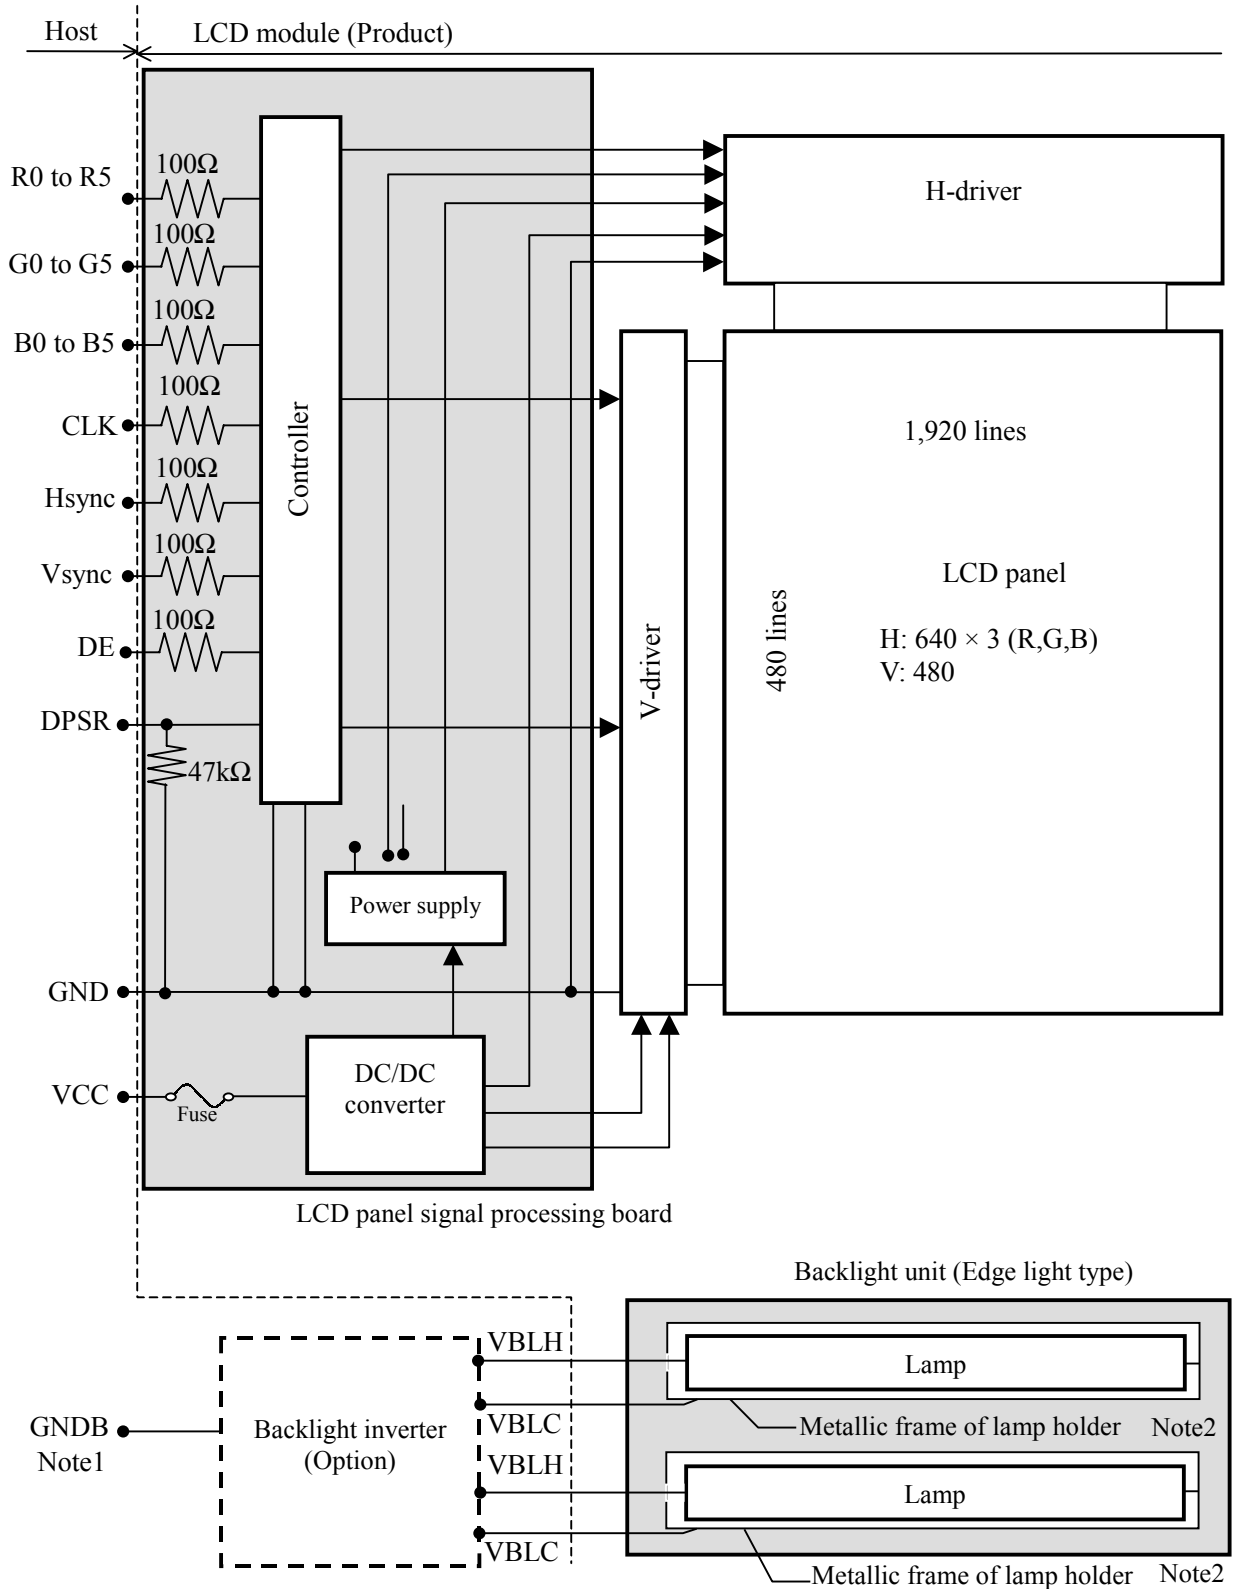 Host
LCD module (Product)
R0 to R5
100Ω
G0 to G5
100Ω
B0 to B5
100Ω
CLK
100Ω
Hsync
100Ω
Vsync
100Ω
DE
100Ω
DPSR
47kΩ
GND
VCC
Fuse
Controller
Power supply
DC/DC
converter
H-driver
V-driver
1,920 lines
480 lines
LCD panel
H: 640 × 3 (R,G,B)
V: 480
LCD panel signal processing board
Backlight unit (Edge light type)
GNDB
Note1
Backlight inverter
(Option)
VBLH
VBLC
VBLH
VBLC
Lamp
Metallic frame of lamp holder Note2
Lamp
Metallic frame of lamp holder Note2